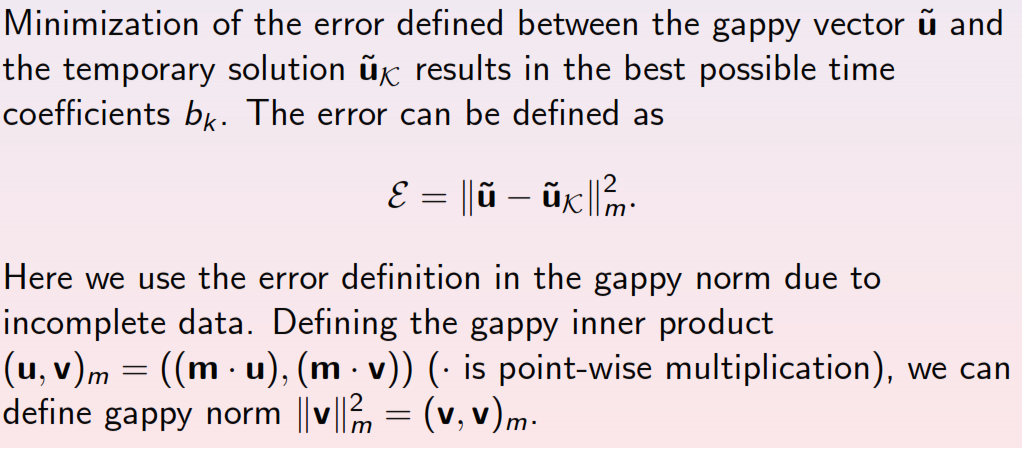 Minimization of the error defined between the gappy vector ũ and
the temporary solution ũ_𝒦 results in the best possible time
coefficients b_k. The error can be defined as
ℰ = ‖ũ − ũ_𝒦‖²_m.
Here we use the error definition in the gappy norm due to
incomplete data. Defining the gappy inner product
(u, v)_m = ((m · u), (m · v)) (· is point-wise multiplication), we can
define gappy norm ‖v‖²_m = (v, v)_m.